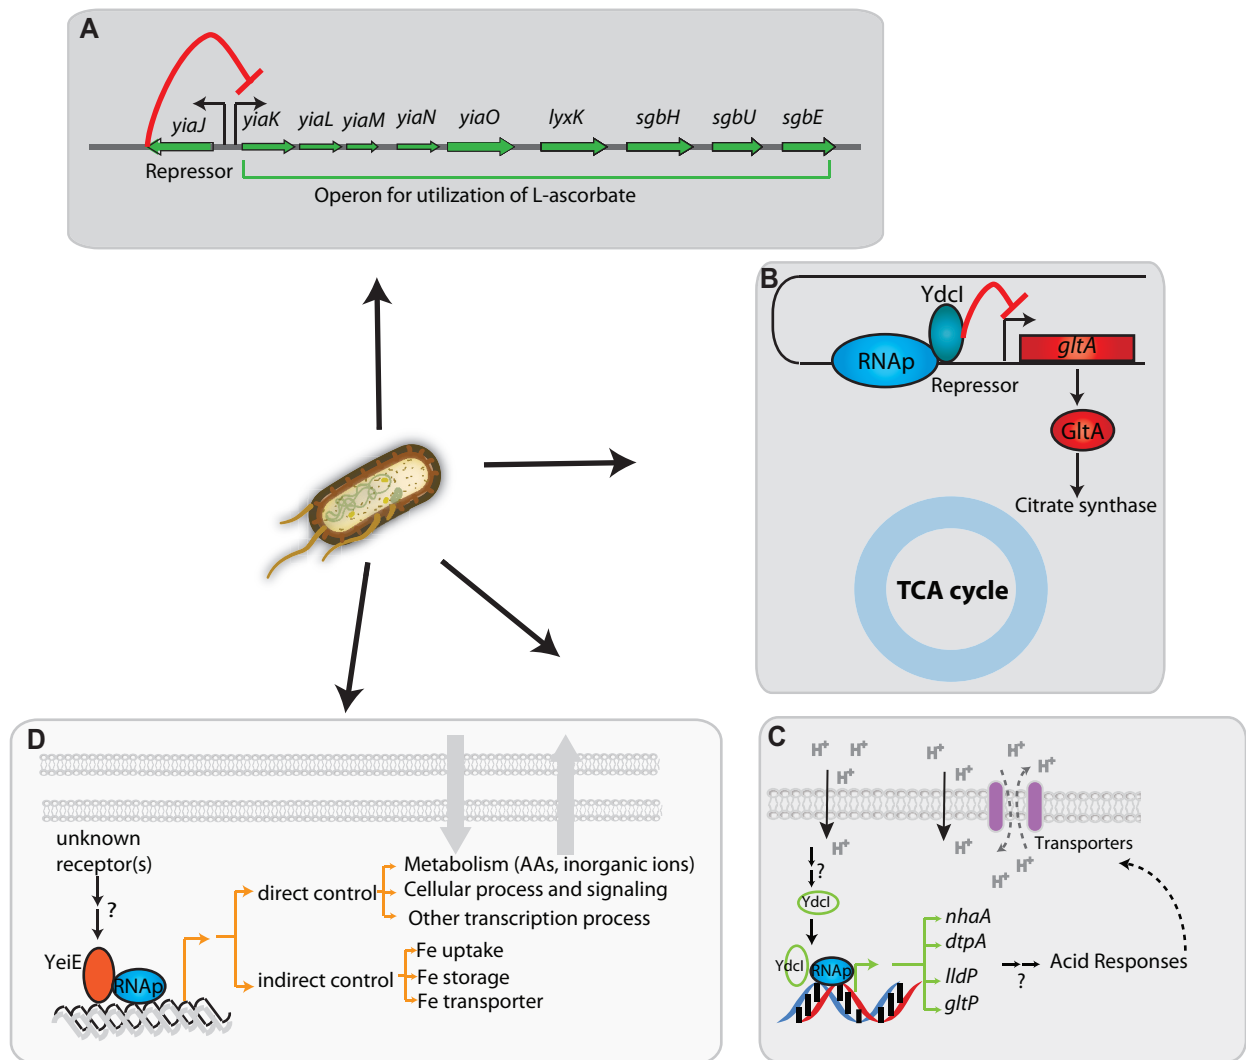 A
yiaJ
yiaK
yiaL
yiaM
yiaN
yiaO
lyxK
sgbH
sgbU
sgbE
Repressor
Operon for utilization of L-ascorbate
B
YdcI
RNAp
gltA
Repressor
GltA
Citrate synthase
TCA cycle
D
unknown
receptor(s)
?
YeiE
RNAp
direct control
Metabolism (AAs, inorganic ions)
Cellular process and signaling
Other transcription process
indirect control
Fe uptake
Fe storage
Fe transporter
C
H+
H+
H+
H+
H+
H+
H+
H+
H+
H+
Transporters
?
YdcI
YdcI
RNAp
nhaA
dtpA
lldP
gltP
?
Acid Responses